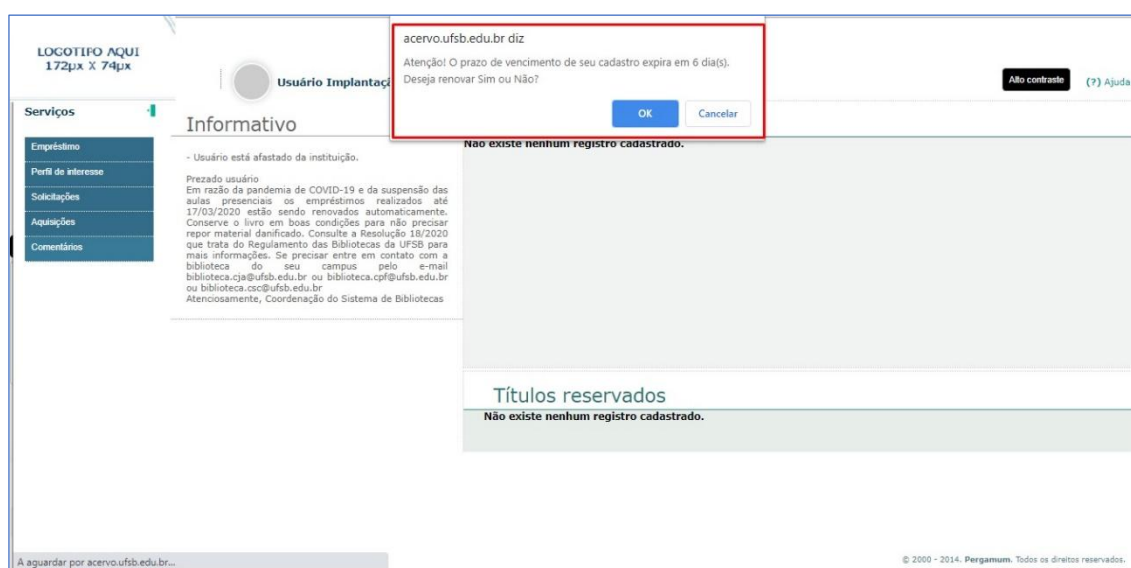 LOGOTIPO AQUI
172px X 74px
acervo.ufsb.edu.br diz
Atenção! O prazo de vencimento de seu cadastro expira em 6 dia(s).
Deseja renovar Sim ou Não?
OK
Cancelar
Usuário Implantaçã
Alto contraste
(?) Ajuda
Serviços
Empréstimo
Perfil de interesse
Solicitações
Aquisições
Comentários
Informativo
- Usuário está afastado da instituição.
Prezado usuário
Em razão da pandemia de COVID-19 e da suspensão das
aulas presenciais os empréstimos realizados até
17/03/2020 estão sendo renovados automaticamente.
Conserve o livro em boas condições para não precisar
repor material danificado. Consulte a Resolução 18/2020
que trata do Regulamento das Bibliotecas da UFSB para
mais informações. Se precisar entre em contato com a
biblioteca do seu campus pelo e-mail
biblioteca.cja@ufsb.edu.br ou biblioteca.cpf@ufsb.edu.br
ou biblioteca.csc@ufsb.edu.br
Atenciosamente, Coordenação do Sistema de Bibliotecas
Não existe nenhum registro cadastrado.
Títulos reservados
Não existe nenhum registro cadastrado.
A aguardar por acervo.ufsb.edu.br...
© 2000 - 2014. Pergamum. Todos os direitos reservados.